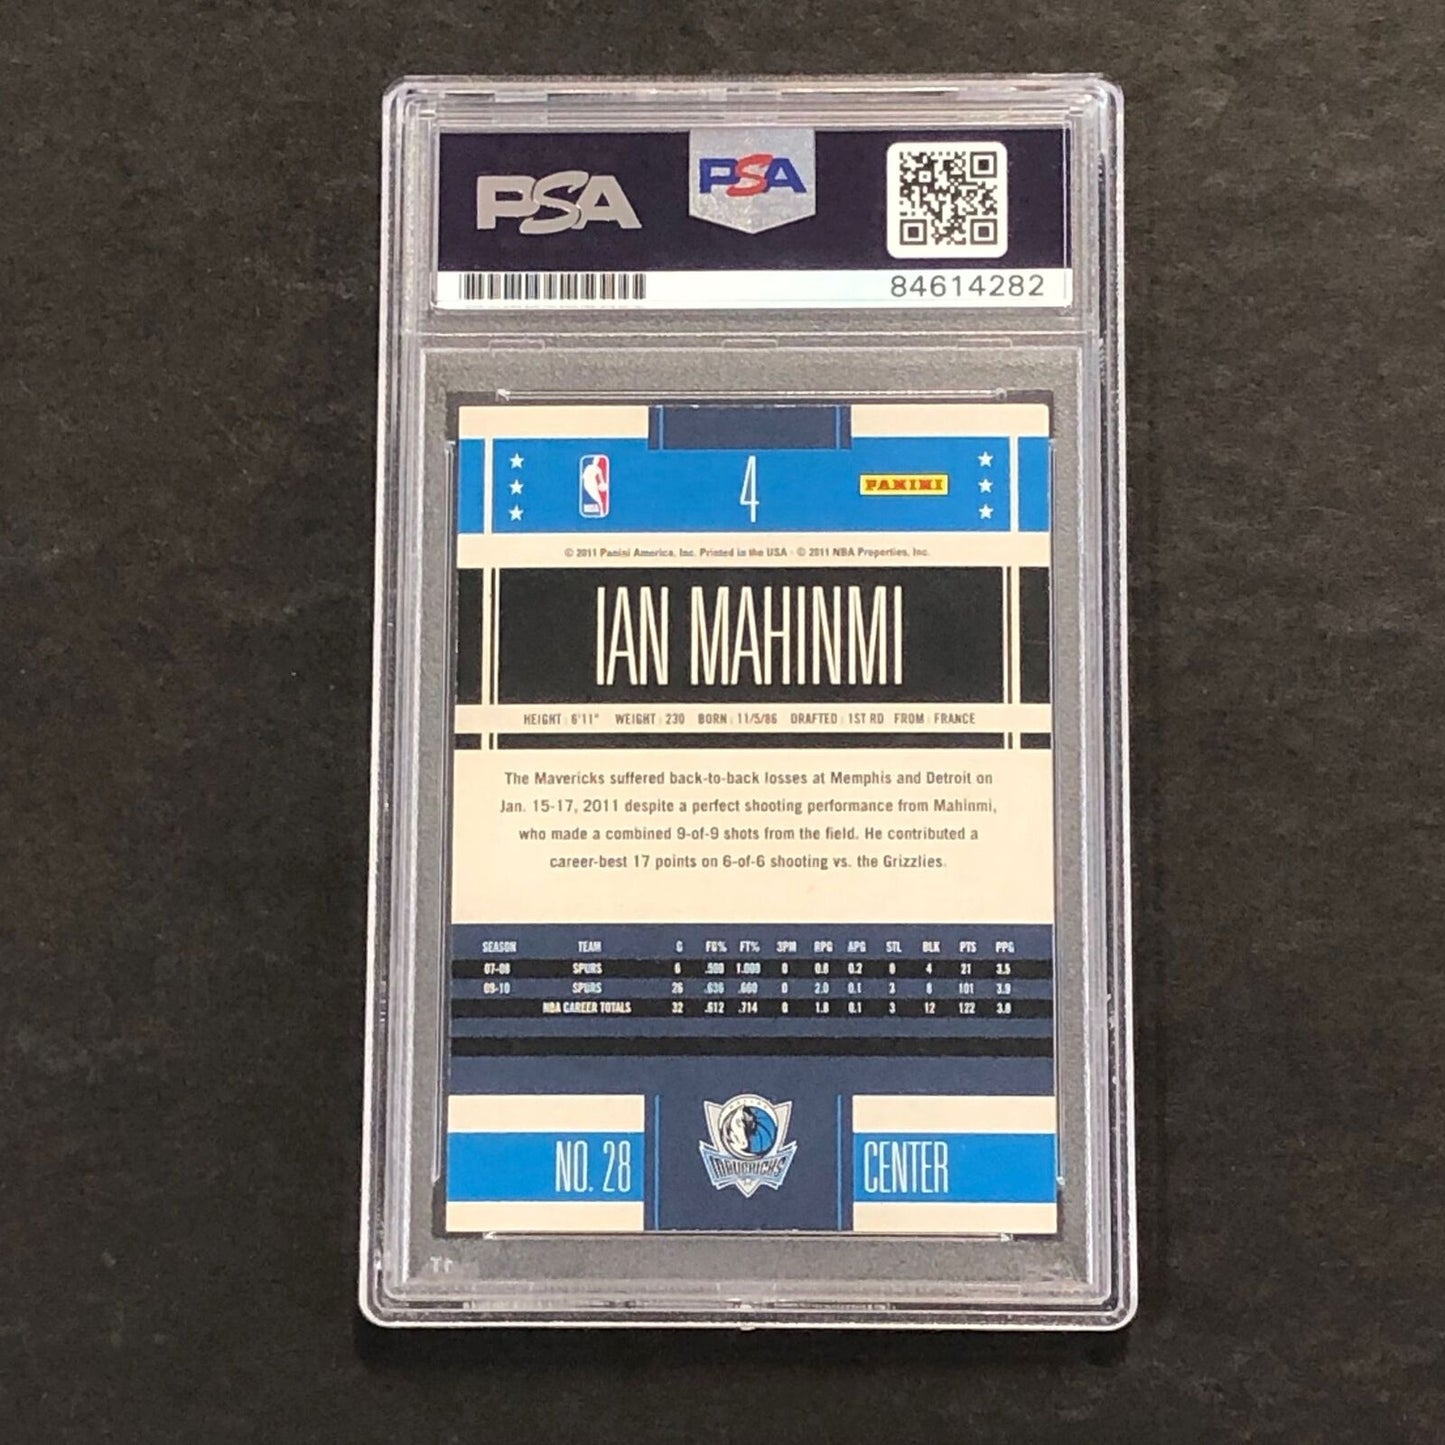 PSA
PSA
84614282
NBA
4
PANINI
© 2011 Panini America, Inc. Printed in the USA · © 2011 NBA Properties, Inc.
IAN MAHINMI
HEIGHT: 6'11" WEIGHT: 230 BORN: 11/5/86 DRAFTED: 1ST RD FROM: FRANCE
The Mavericks suffered back-to-back losses at Memphis and Detroit on
Jan. 15-17, 2011 despite a perfect shooting performance from Mahinmi,
who made a combined 9-of-9 shots from the field. He contributed a
career-best 17 points on 6-of-6 shooting vs. the Grizzlies.
SEASON TEAM G FG% FT% 3PM RPG APG STL BLK PTS PPG
07-08 SPURS 6 .500 1.000 0 0.8 0.2 0 4 21 3.5
09-10 SPURS 26 .636 .660 0 2.0 0.1 3 8 101 3.9
NBA CAREER TOTALS 32 .612 .714 0 1.8 0.1 3 12 122 3.8
MAVERICKS
NO. 28
CENTER